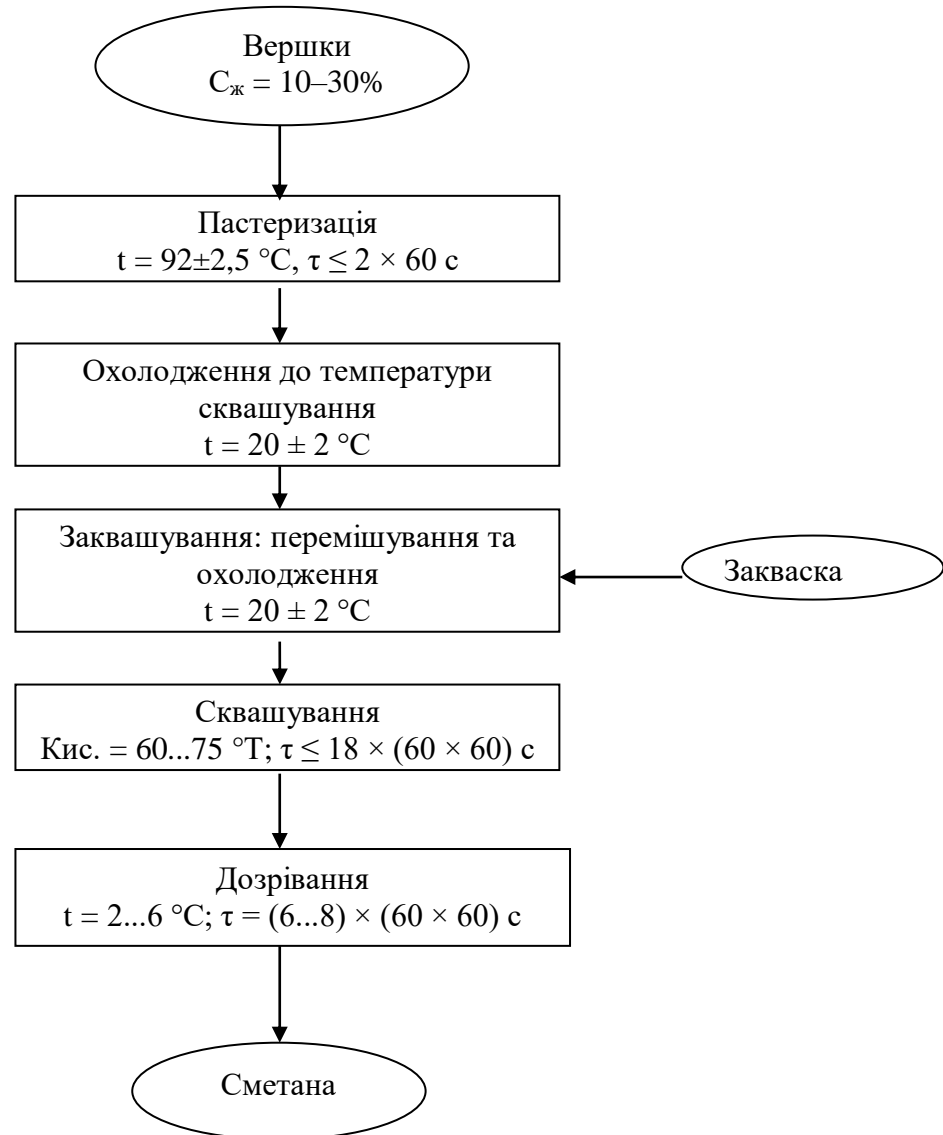 Вершки
Cж = 10–30%
Пастеризація
t = 92±2,5 °C, τ ≤ 2 × 60 с
Охолодження до температури
сквашування
t = 20 ± 2 °C
Заквашування: перемішування та
охолодження
t = 20 ± 2 °C
Закваска
Сквашування
Кис. = 60...75 °Т; τ ≤ 18 × (60 × 60) с
Дозрівання
t = 2...6 °C; τ = (6...8) × (60 × 60) с
Сметана